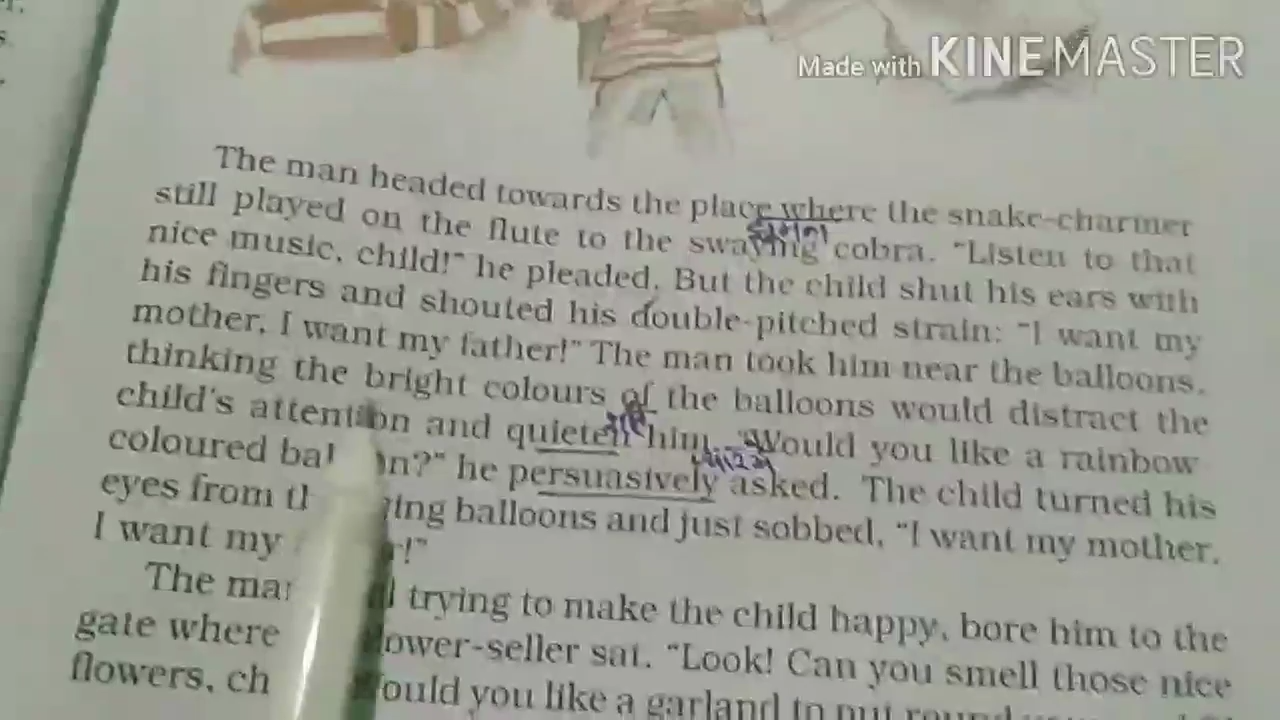 Made with KINEMASTER
The man headed towards the place where the snake-charmer
still played on the flute to the swaying cobra. "Listen to that
nice music, child!" he pleaded. But the child shut his ears with
his fingers and shouted his double-pitched strain: "I want my
mother, I want my father!" The man took him near the balloons,
thinking the bright colours of the balloons would distract the
child's attention and quieten him. "Would you like a rainbow
coloured bal on?" he persuasively asked. The child turned his
eyes from th ying balloons and just sobbed, "I want my mother,
I want my r!"
The ma trying to make the child happy, bore him to the
gate where ower-seller sat. "Look! Can you smell those nice
flowers, ch ould you like a garland to put round